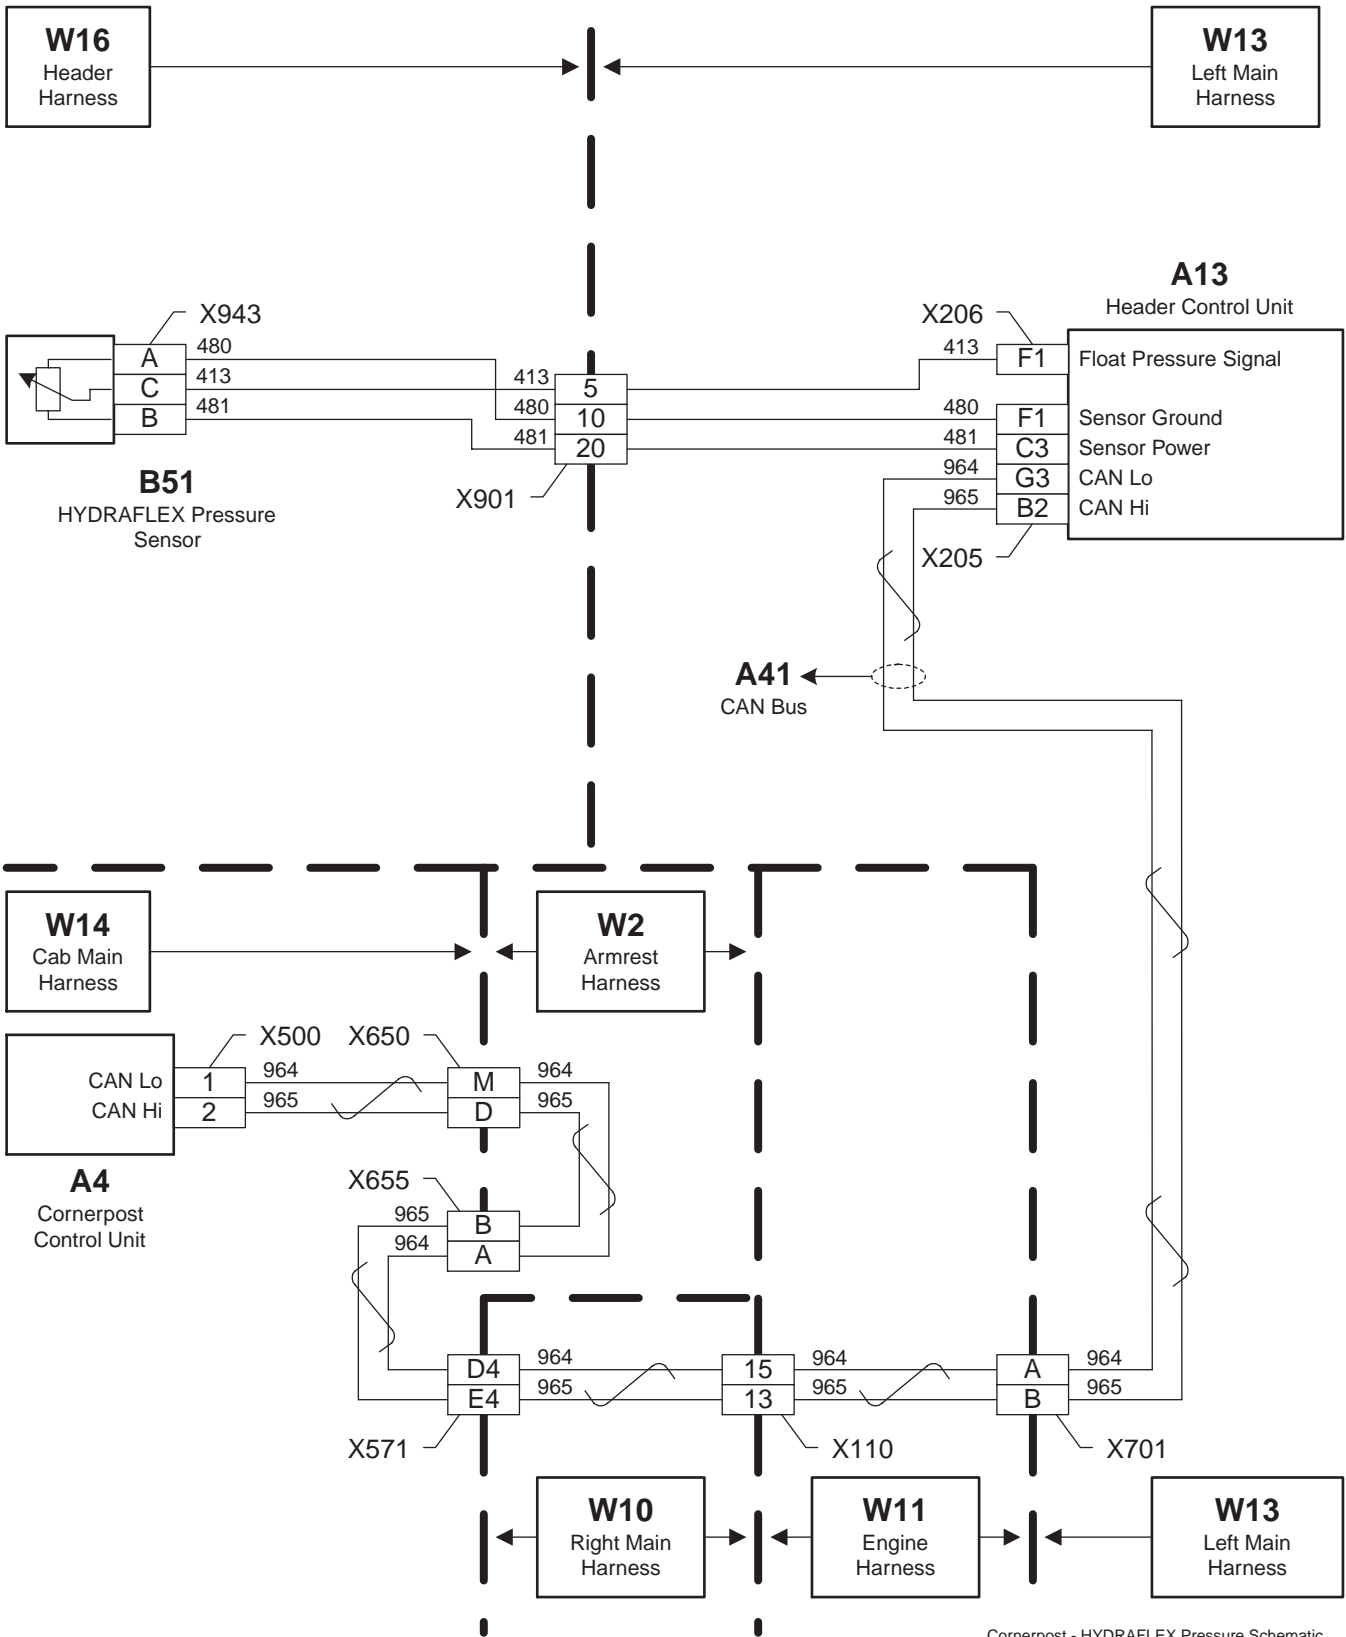 W16
Header
Harness
W13
Left Main
Harness
A13
Header Control Unit
X943
X206
A
480
413
F1
Float Pressure Signal
C
413
413
5
B
481
480
10
480
F1
Sensor Ground
481
20
481
C3
Sensor Power
964
G3
CAN Lo
965
B2
CAN Hi
B51
HYDRAFLEX Pressure
Sensor
X901
X205
A41
CAN Bus
W14
Cab Main
Harness
W2
Armrest
Harness
X500
X650
CAN Lo
1
964
M
964
CAN Hi
2
965
D
965
A4
Cornerpost
Control Unit
X655
965
B
964
A
D4
964
15
964
A
964
E4
965
13
965
B
965
X571
X110
X701
W10
Right Main
Harness
W11
Engine
Harness
W13
Left Main
Harness
Cornerpost - HYDRAFLEX Pressure Schematic